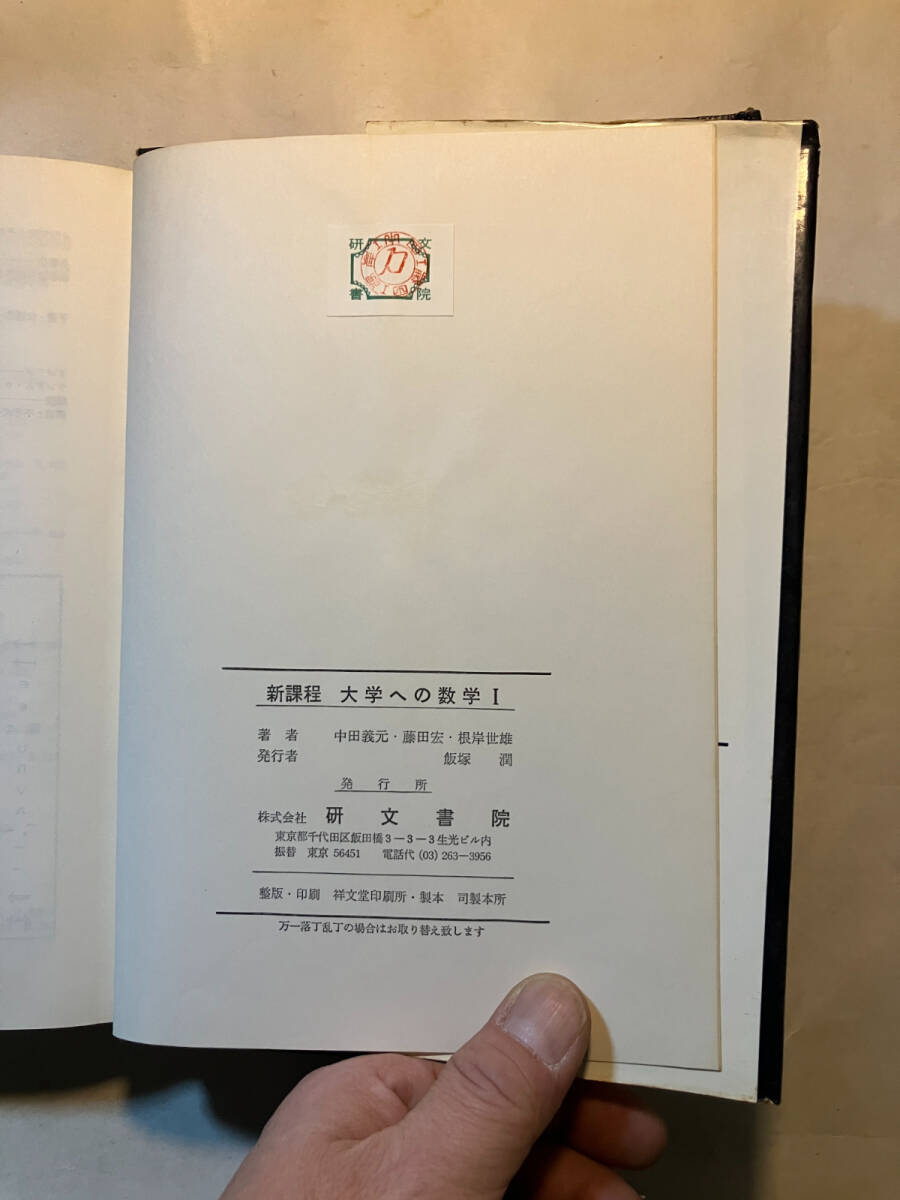 研文
書院
新課程 大学への数学 I
著者 中田義元・藤田宏・根岸世雄
発行者 飯塚潤
発行所
株式会社 研文書院
東京都千代田区飯田橋3-3-3生光ビル内
振替 東京 56451 電話代 (03) 263-3956
整版・印刷 祥文堂印刷所・製本 司製本所
万一落丁乱丁の場合はお取り替え致します